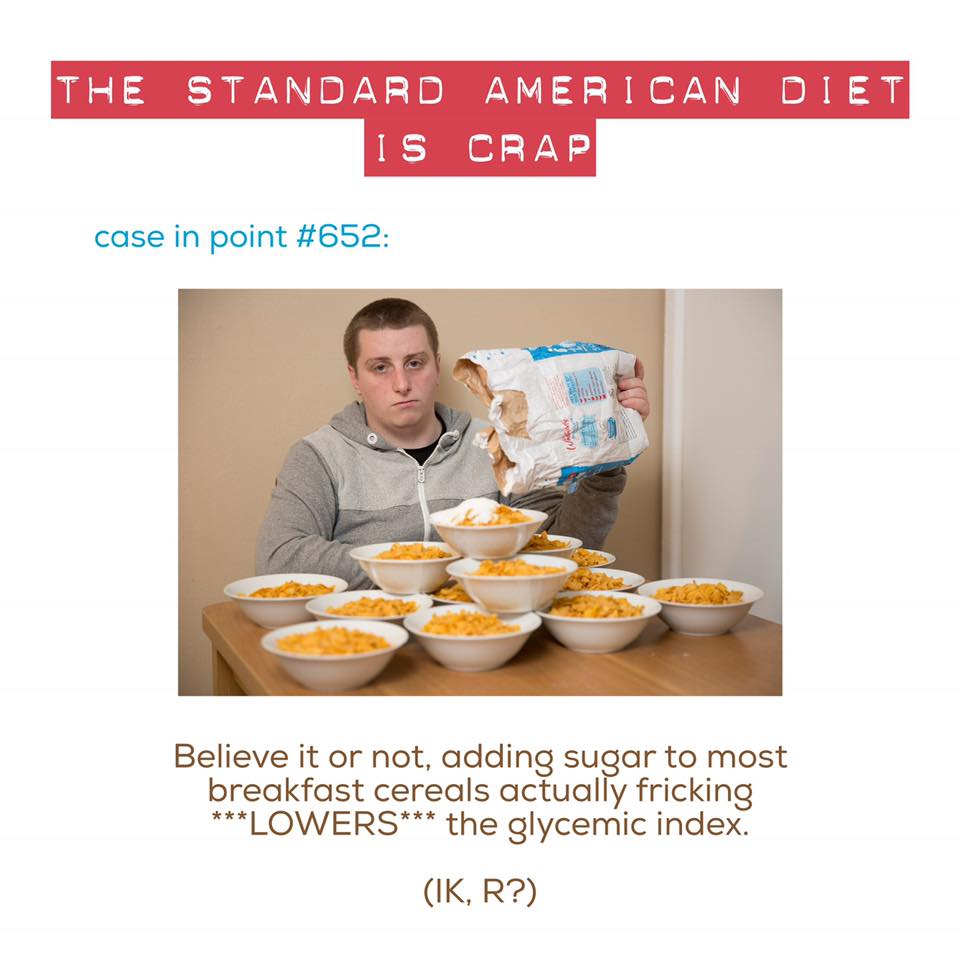 THE STANDARD AMERICAN DIET
IS CRAP
case in point #652:
Believe it or not, adding sugar to most
breakfast cereals actually fricking
***LOWERS*** the glycemic index.
(IK, R?)